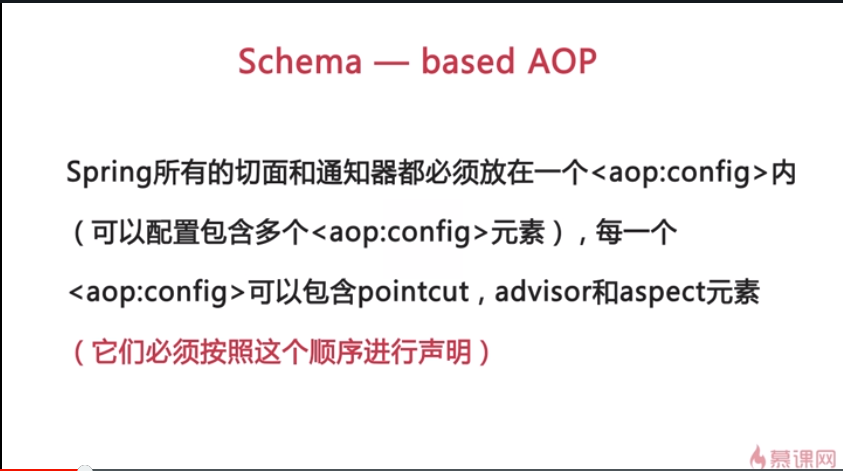 Schema — based AOP
Spring所有的切面和通知器都必须放在一个<aop:config>内
（可以配置包含多个<aop:config>元素），每一个
<aop:config>可以包含pointcut，advisor和aspect元素
（它们必须按照这个顺序进行声明）
慕课网